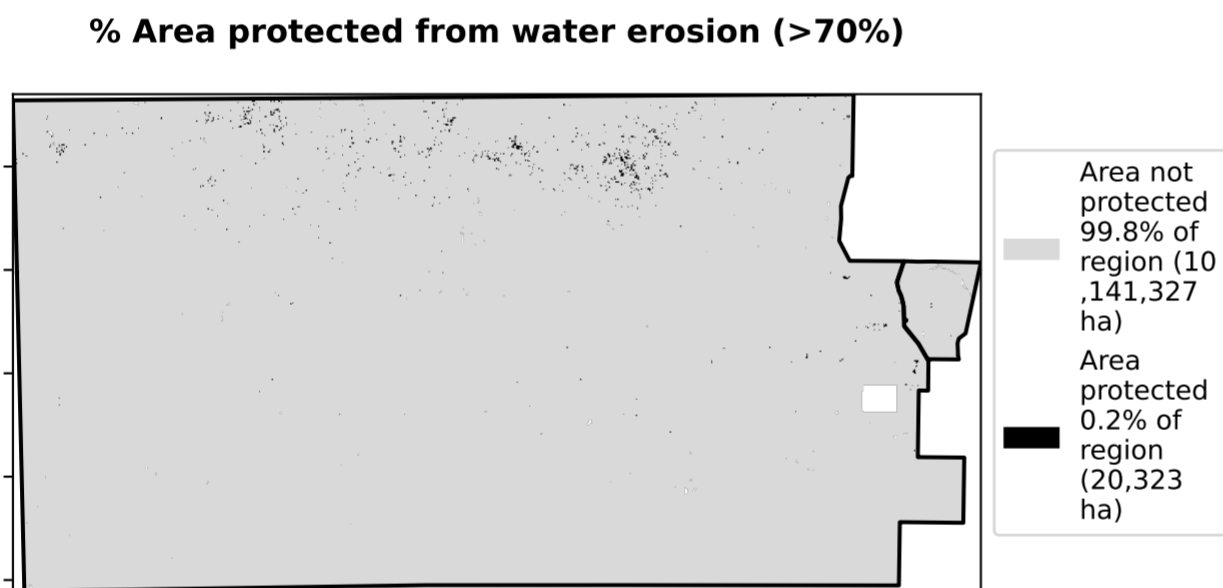 % Area protected from water erosion (>70%)
Area not
protected
99.8% of
region (10
,141,327
ha)
Area
protected
0.2% of
region
(20,323
ha)